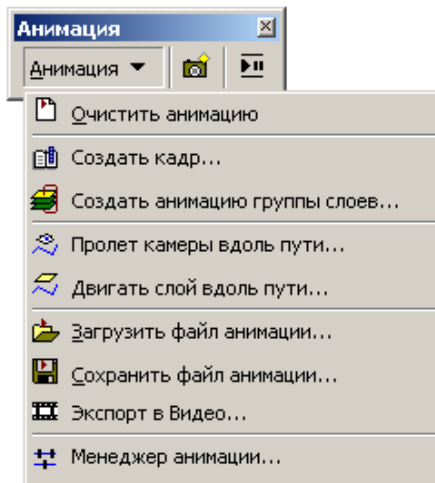 Анимация
Анимация
Очистить анимацию
Создать кадр...
Создать анимацию группы слоев...
Пролет камеры вдоль пути...
Двигать слой вдоль пути...
Загрузить файл анимации...
Сохранить файл анимации...
Экспорт в Видео...
Менеджер анимации...